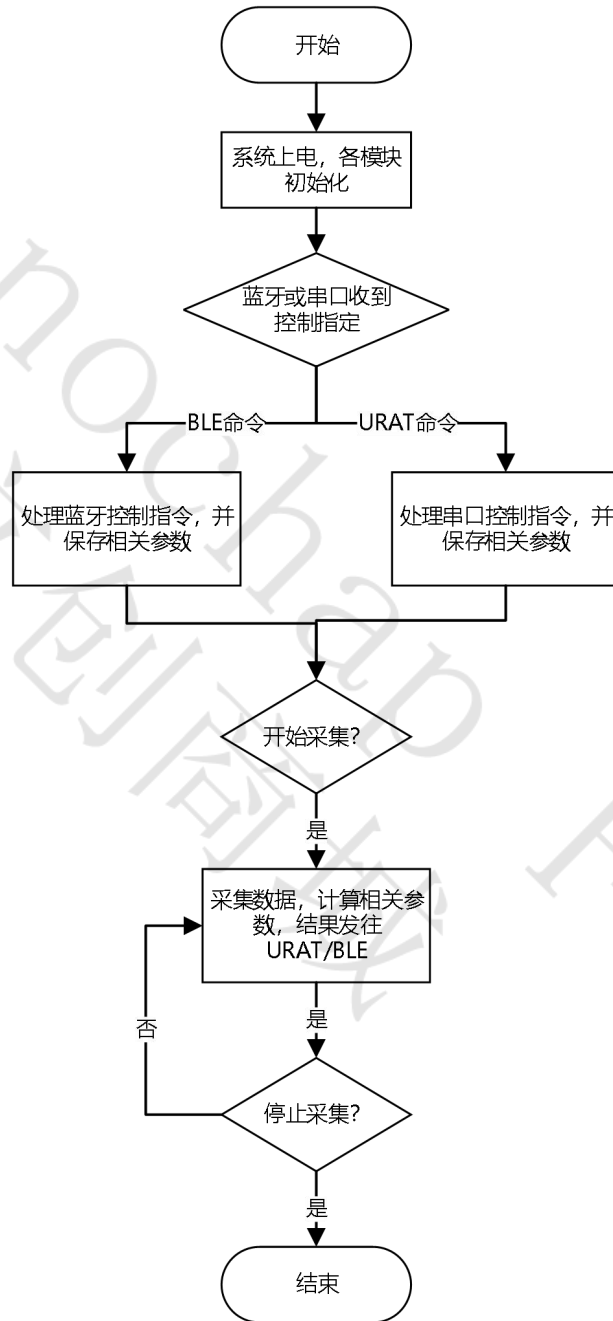 开始
系统上电，各模块
初始化
蓝牙或串口收到
控制指定
BLE命令
URAT命令
处理蓝牙控制指令，并
保存相关参数
处理串口控制指令，并
保存相关参数
开始采集?
是
采集数据，计算相关参
数，结果发往
URAT/BLE
是
否
停止采集?
是
结束
nochap
创商城